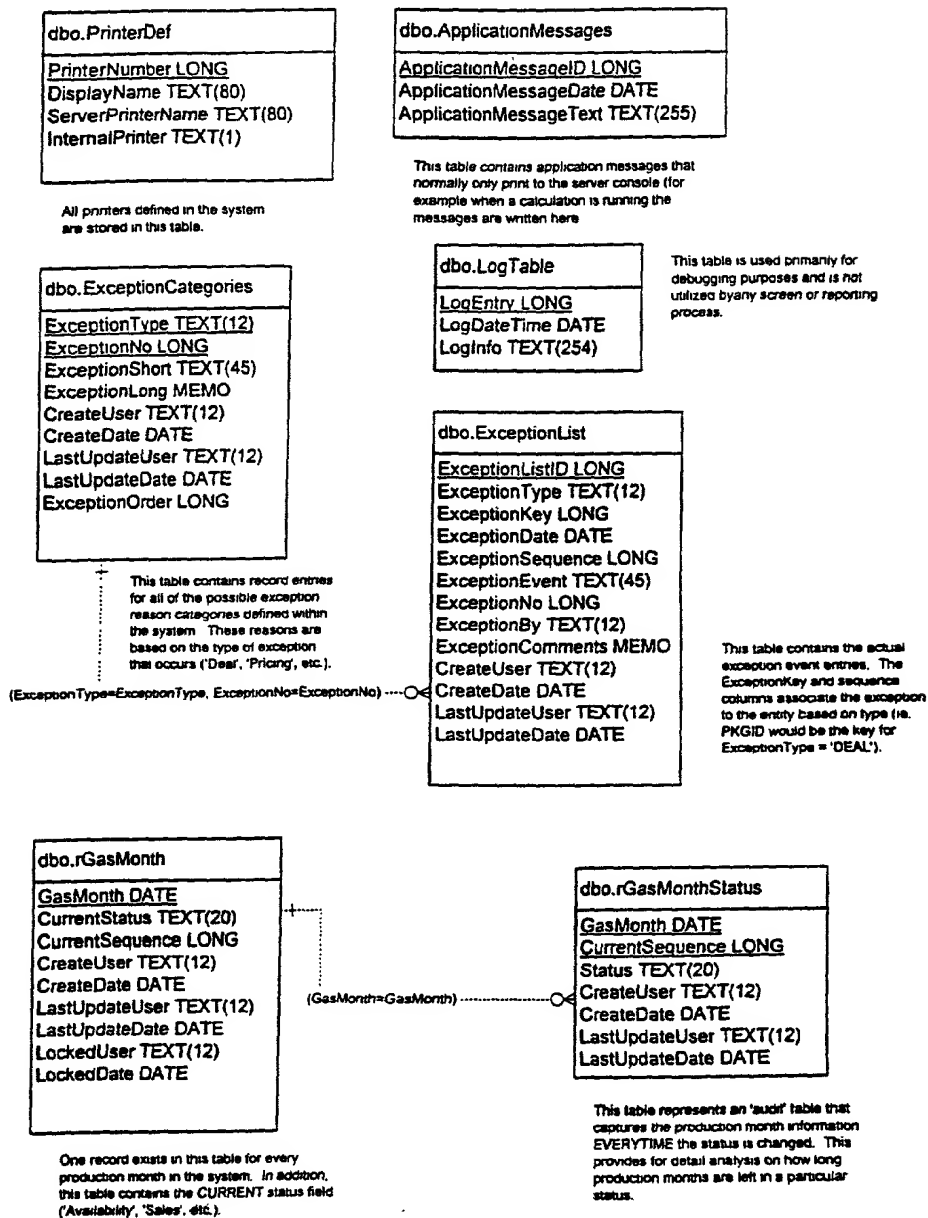 dbo.PrinterDef
PrinterNumber LONG
DisplayName TEXT(80)
ServerPrinterName TEXT(80)
InternalPrinter TEXT(1)
All printers defined in the system
are stored in this table.
dbo.ApplicationMessages
ApplicationMessageID LONG
ApplicationMessageDate DATE
ApplicationMessageText TEXT(255)
This table contains application messages that
normally only print to the server console (for
example when a calculation is running the
messages are written here
dbo.ExceptionCategories
ExceptionType TEXT(12)
ExceptionNo LONG
ExceptionShort TEXT(45)
ExceptionLong MEMO
CreateUser TEXT(12)
CreateDate DATE
LastUpdateUser TEXT(12)
LastUpdateDate DATE
ExceptionOrder LONG
This table contains record entries
for all of the possible exception
reason categories defined within
the system These reasons are
based on the type of exception
that occurs ('Deal', 'Pricing', etc.).
dbo.LogTable
LogEntry LONG
LogDateTime DATE
LogInfo TEXT(254)
This table is used primarily for
debugging purposes and is not
utilized byany screen or reporting
process.
dbo.ExceptionList
ExceptionListID LONG
ExceptionType TEXT(12)
ExceptionKey LONG
ExceptionDate DATE
ExceptionSequence LONG
ExceptionEvent TEXT(45)
ExceptionNo LONG
ExceptionBy TEXT(12)
ExceptionComments MEMO
CreateUser TEXT(12)
CreateDate DATE
LastUpdateUser TEXT(12)
LastUpdateDate DATE
(ExceptionType=ExceptionType, ExceptionNo=ExceptionNo)
This table contains the actual
exception event entries. The
ExceptionKey and sequence
columns associate the exception
to the entity based on type (ie.
PKGID would be the key for
ExceptionType = 'DEAL').
dbo.rGasMonth
GasMonth DATE
CurrentStatus TEXT(20)
CurrentSequence LONG
CreateUser TEXT(12)
CreateDate DATE
LastUpdateUser TEXT(12)
LastUpdateDate DATE
LockedUser TEXT(12)
LockedDate DATE
(GasMonth=GasMonth)
One record exists in this table for every
production month in the system. In addition,
this table contains the CURRENT status field
('Availability', 'Sales', etc.).
dbo.rGasMonthStatus
GasMonth DATE
CurrentSequence LONG
Status TEXT(20)
CreateUser TEXT(12)
CreateDate DATE
LastUpdateUser TEXT(12)
LastUpdateDate DATE
This table represents an 'audit' table that
captures the production month information
EVERYTIME the status is changed. This
provides for detail analysis on how long
production months are left in a particular
status.